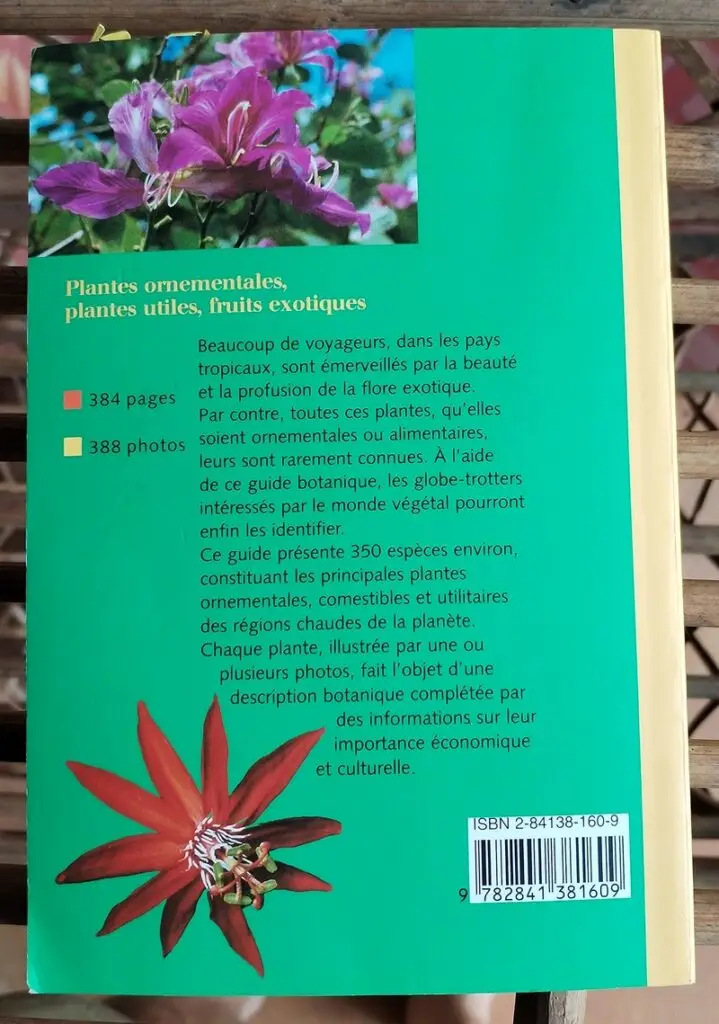 Plantes ornementales,
plantes utiles, fruits exotiques
384 pages
388 photos
Beaucoup de voyageurs, dans les pays
tropicaux, sont émerveillés par la beauté
et la profusion de la flore exotique.
Par contre, toutes ces plantes, qu'elles
soient ornementales ou alimentaires,
leurs sont rarement connues. À l'aide
de ce guide botanique, les globe-trotters
intéressés par le monde végétal pourront
enfin les identifier.
Ce guide présente 350 espèces environ,
constituant les principales plantes
ornementales, comestibles et utilitaires
des régions chaudes de la planète.
Chaque plante, illustrée par une ou
plusieurs photos, fait l'objet d'une
description botanique complétée par
des informations sur leur
importance économique
et culturelle.
ISBN 2-84138-160-9
9 782841 381609